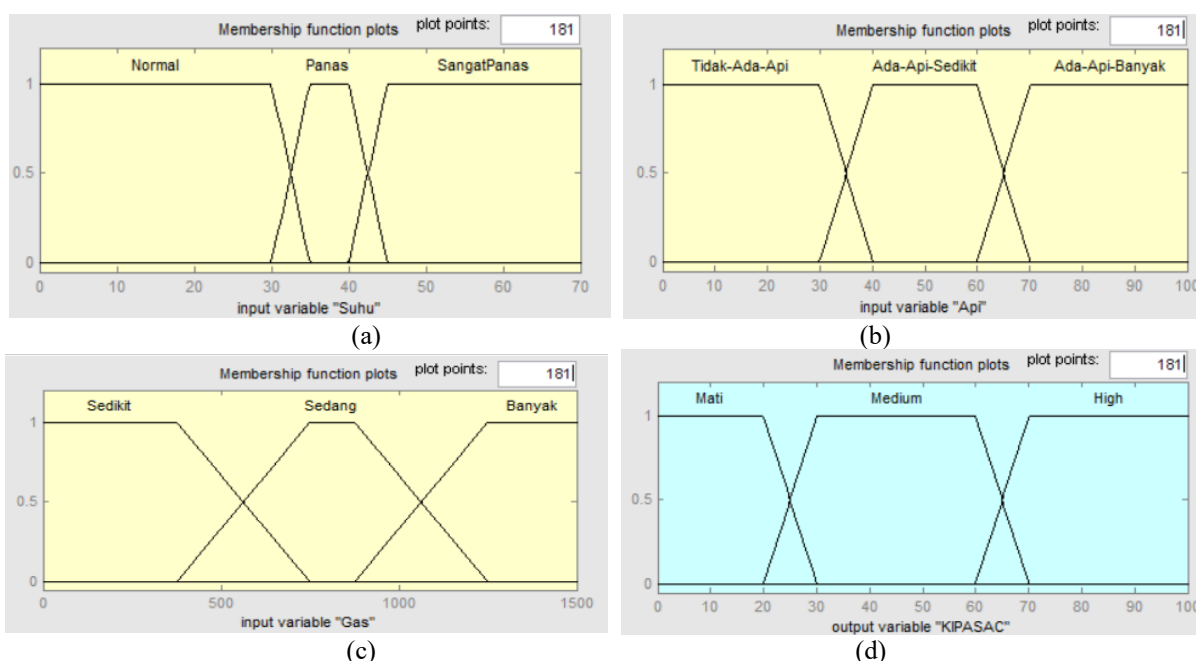 Membership function plots plot points: 181
Normal Panas SangatPanas
1
0.5
0
0 10 20 30 40 50 60 70
input variable "Suhu"
(a)
Membership function plots plot points: 181
Tidak-Ada-Api Ada-Api-Sedikit Ada-Api-Banyak
1
0.5
0
0 10 20 30 40 50 60 70 80 90 100
input variable "Api"
(b)
Membership function plots plot points: 181
Sedikit Sedang Banyak
1
0.5
0
0 500 1000 1500
input variable "Gas"
(c)
Membership function plots plot points: 181
Mati Medium High
1
0.5
0
0 10 20 30 40 50 60 70 80 90 100
output variable "KIPASAC"
(d)